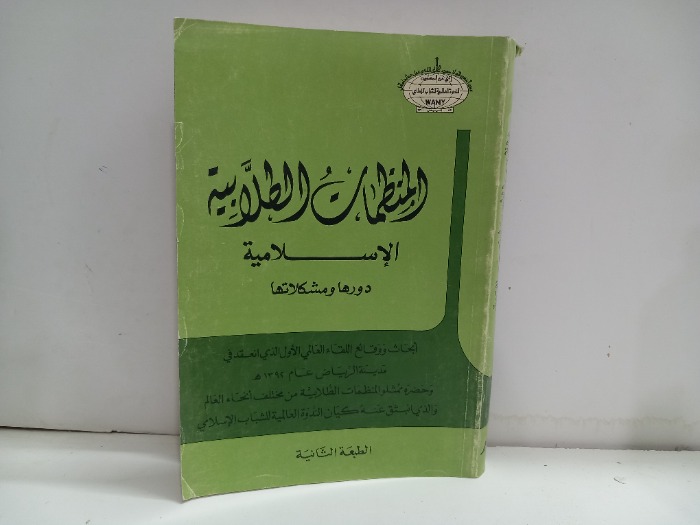 WAMY
المنظمات الطلابية
الإسلامية
دورها ومشكلاتها
أبحاث ووقائع اللقاء العالمي الأول الذي انعقد في
مدينة الرياض عام ١٣٩٢ هـ
وحضره ممثلو المنظمات الطلابية من مختلف أنحاء العالم
والذي انبثق عنه كيان الندوة العالمية للشباب الإسلامي
الطبعة الثانية